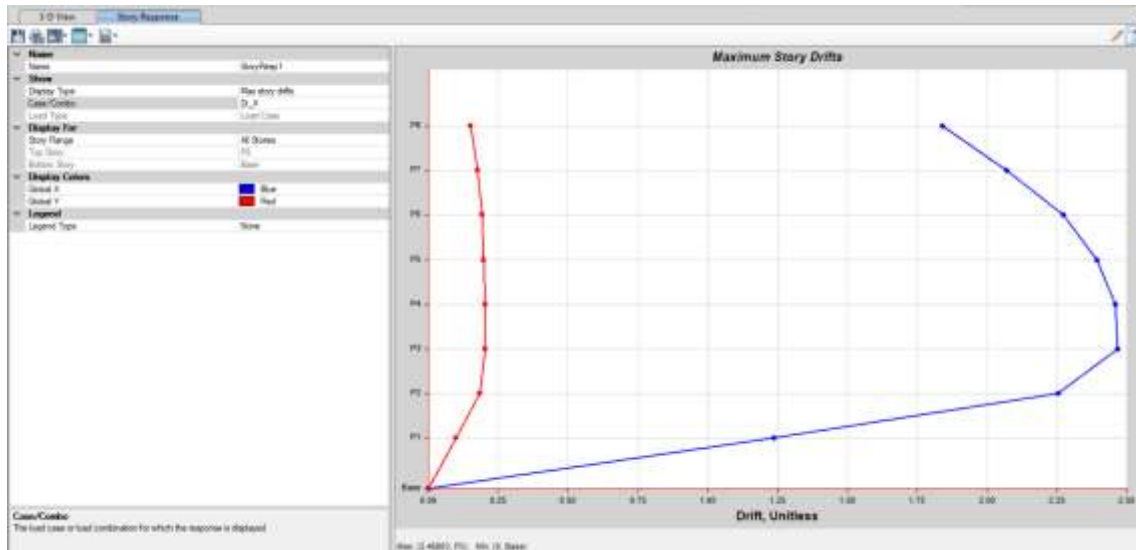 3-D View Story Response
Name
Name StoryResp1
Show
Display Type Max story drifts
Case/Combo
Load Type Load Case
Display For
Story Range All Stories
Top Story
Bottom Story Base
Display Colors
Global X Blue
Global Y Red
Legend
Legend Type None
Case/Combo
The load case or load combination for which the response is displayed
Maximum Story Drifts
P8
P7
P6
P5
P4
P3
P2
P1
Base
0.00 0.25 0.50 0.75 1.00 1.25 1.50 1.75 2.00 2.25 2.50
Drift, Unitless